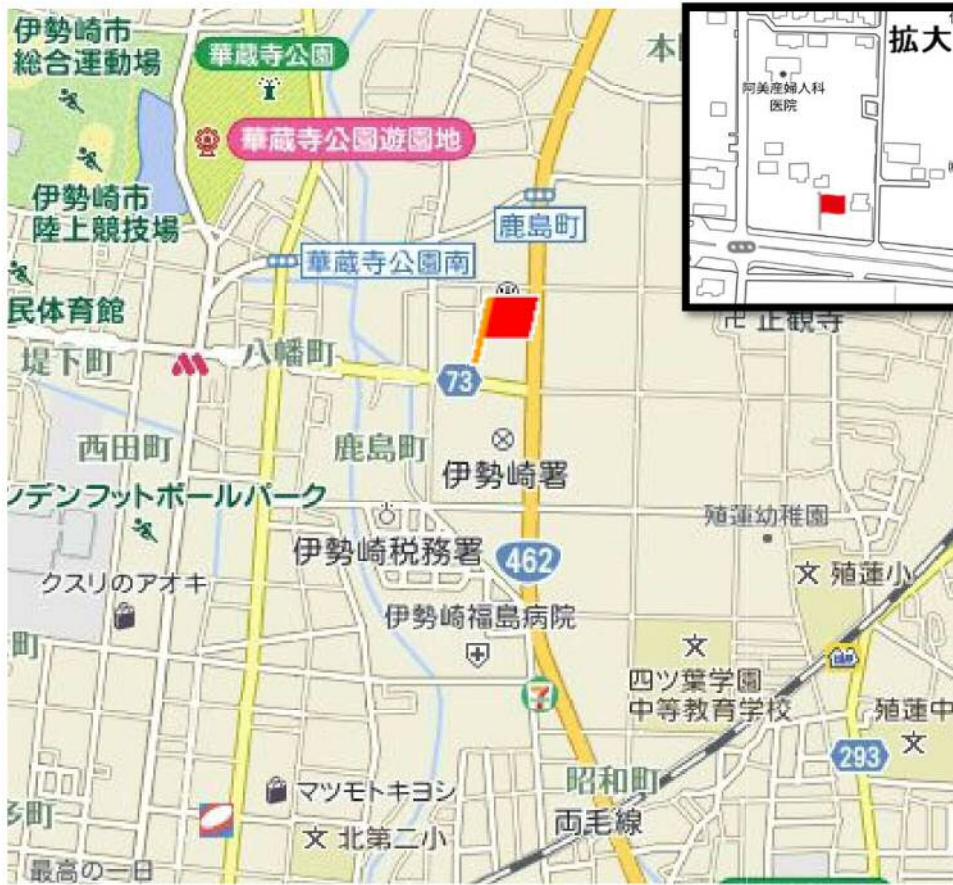 伊勢崎市
総合運動場
華蔵寺公園
本
拡大
阿美産婦人科
医院
華蔵寺公園遊園地
伊勢崎市
陸上競技場
鹿島町
華蔵寺公園南
民体育館
正観寺
堤下町
八幡町
73
西田町
鹿島町
伊勢崎署
ンデンフットボールパーク
殖蓮幼稚園
伊勢崎税務署
462
クスリのアオキ
殖蓮小
伊勢崎福島病院
町
四ツ葉学園
中等教育学校
7
殖蓮中
293
マツモトキヨシ
昭和町
多町
両毛線
北第二小
最高の一日